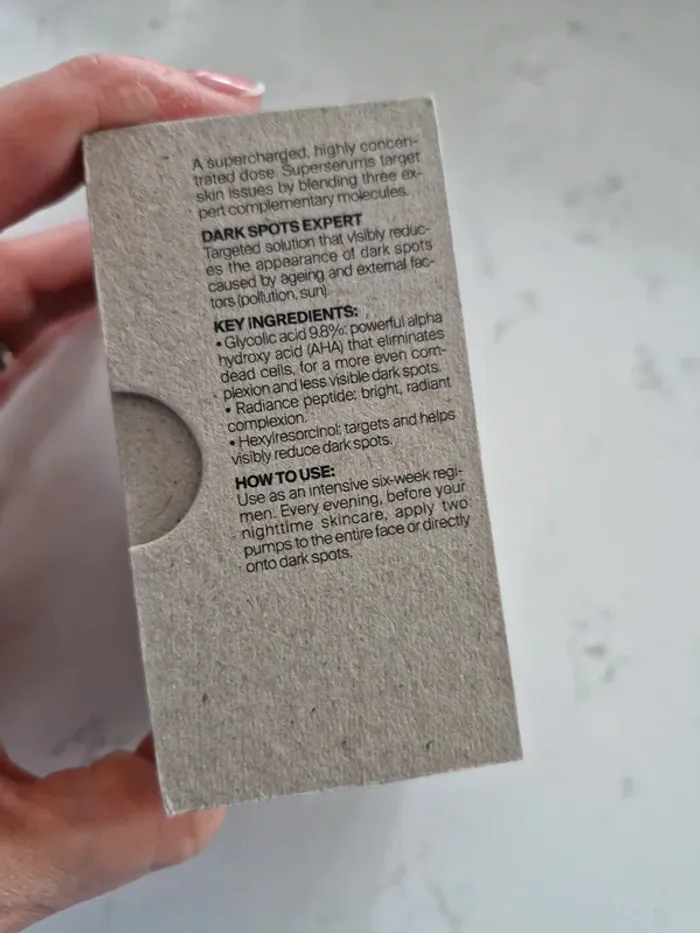 A supercharged, highly concen-
trated dose. Superserums target
skin issues by blending three ex-
pert complementary molecules.
DARK SPOTS EXPERT
Targeted solution that visibly reduc-
es the appearance of dark spots
caused by ageing and external fac-
tors (pollution, sun).
KEY INGREDIENTS:
• Glycolic acid 9.8%: powerful alpha
hydroxy acid (AHA) that eliminates
dead cells, for a more even com-
plexion and less visible dark spots.
• Radiance peptide: bright, radiant
complexion.
• Hexylresorcinol: targets and helps
visibly reduce dark spots.
HOW TO USE:
Use as an intensive six-week regi-
men. Every evening, before your
nighttime skincare, apply two
pumps to the entire face or directly
onto dark spots.